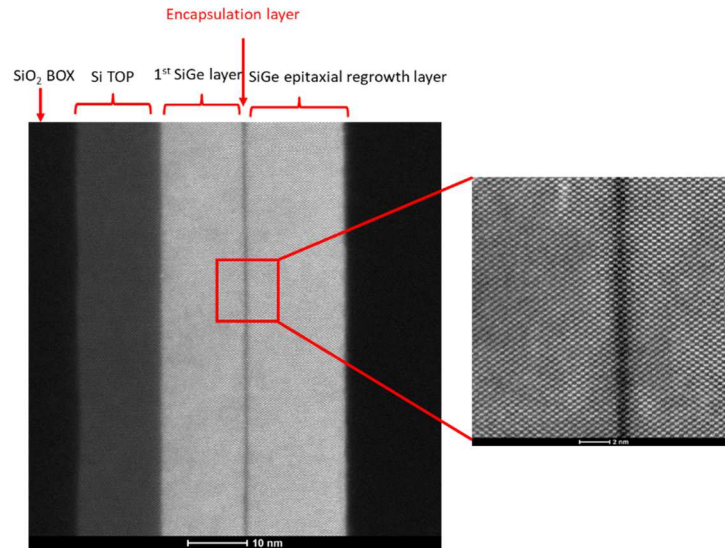 Encapsulation layer
SiO2 BOX
Si TOP
1st SiGe layer
SiGe epitaxial regrowth layer
2 nm
10 nm